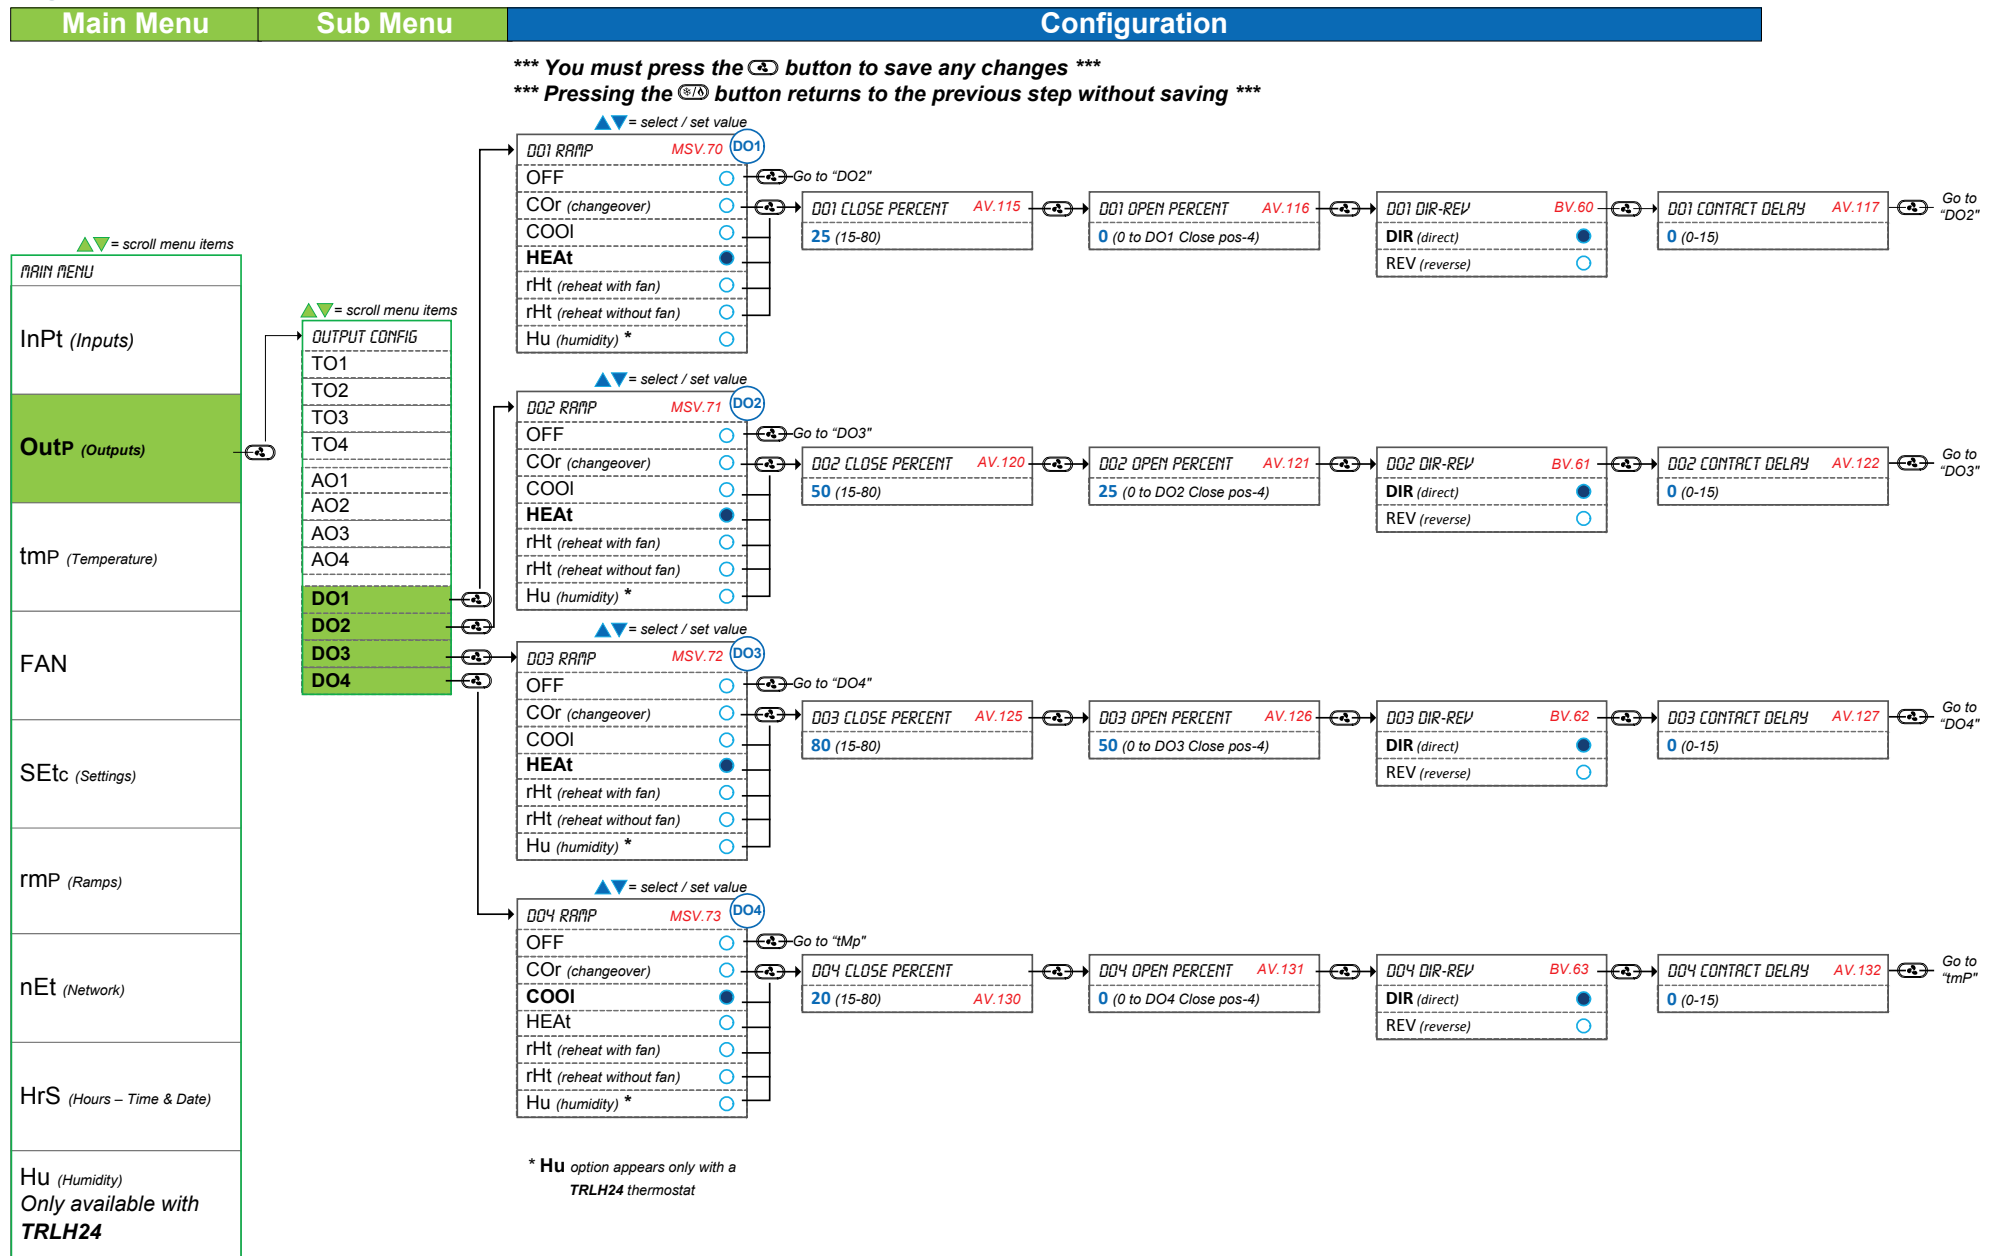 Main Menu Sub Menu Configuration
*** You must press the button to save any changes ***
*** Pressing the button returns to the previous step without saving ***
= scroll menu items
MAIN MENU
InPt (Inputs)
OutP (Outputs)
tmP (Temperature)
FAN
SEtc (Settings)
rmP (Ramps)
nEt (Network)
HrS (Hours – Time & Date)
Hu (Humidity)
Only available with
TRLH24
= scroll menu items
OUTPUT CONFIG
TO1
TO2
TO3
TO4
AO1
AO2
AO3
AO4
DO1
DO2
DO3
DO4
= select / set value
DO1 RAMP MSV.70 DO1
OFF Go to "DO2"
COr (changeover)
COOl
HEAt
rHt (reheat with fan)
rHt (reheat without fan)
Hu (humidity) *
DO1 CLOSE PERCENT AV.115
25 (15-80)
DO1 OPEN PERCENT AV.116
0 (0 to DO1 Close pos-4)
DO1 DIR-REV BV.60
DIR (direct)
REV (reverse)
DO1 CONTACT DELAY AV.117
0 (0-15)
Go to
"DO2"
= select / set value
DO2 RAMP MSV.71 DO2
OFF Go to "DO3"
COr (changeover)
COOl
HEAt
rHt (reheat with fan)
rHt (reheat without fan)
Hu (humidity) *
DO2 CLOSE PERCENT AV.120
50 (15-80)
DO2 OPEN PERCENT AV.121
25 (0 to DO2 Close pos-4)
DO2 DIR-REV BV.61
DIR (direct)
REV (reverse)
DO2 CONTACT DELAY AV.122
0 (0-15)
Go to
"DO3"
= select / set value
DO3 RAMP MSV.72 DO3
OFF Go to "DO4"
COr (changeover)
COOl
HEAt
rHt (reheat with fan)
rHt (reheat without fan)
Hu (humidity) *
DO3 CLOSE PERCENT AV.125
80 (15-80)
DO3 OPEN PERCENT AV.126
50 (0 to DO3 Close pos-4)
DO3 DIR-REV BV.62
DIR (direct)
REV (reverse)
DO3 CONTACT DELAY AV.127
0 (0-15)
Go to
"DO4"
= select / set value
DO4 RAMP MSV.73 DO4
OFF Go to "tMp"
COr (changeover)
COOl
HEAt
rHt (reheat with fan)
rHt (reheat without fan)
Hu (humidity) *
DO4 CLOSE PERCENT
20 (15-80) AV.130
DO4 OPEN PERCENT AV.131
0 (0 to DO4 Close pos-4)
DO4 DIR-REV BV.63
DIR (direct)
REV (reverse)
DO4 CONTACT DELAY AV.132
0 (0-15)
Go to
"tmP"
* Hu option appears only with a
TRLH24 thermostat